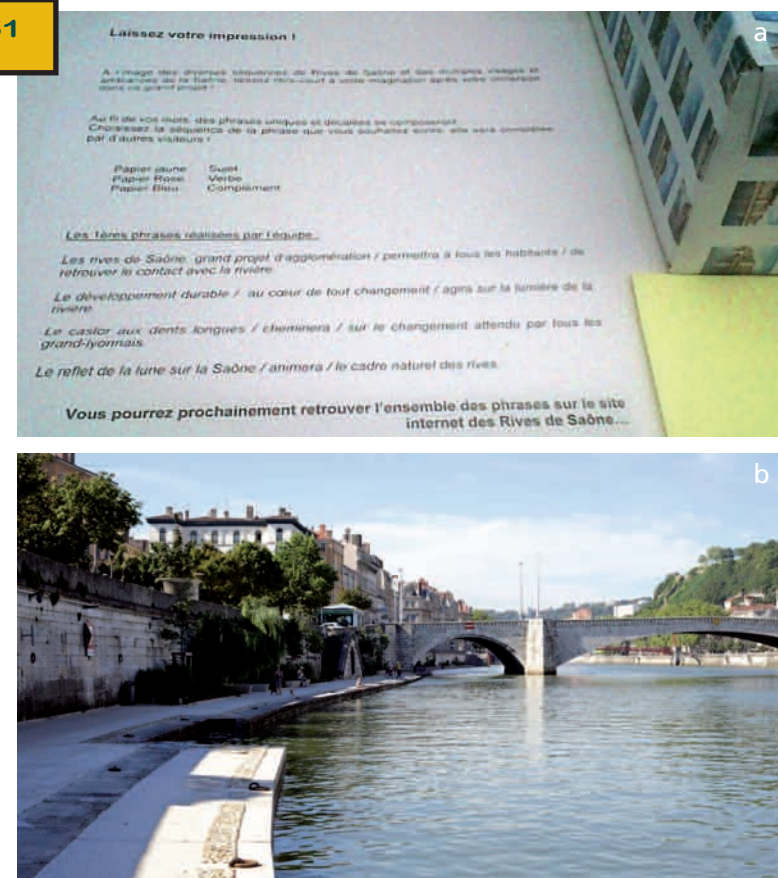 31
a
Laissez votre impression !
A l'image des diverses séquences de Rives de Saône et des multiples visages et
ambiances de la Saône, laissez libre-court à votre imagination après votre immersion
dans ce grand projet !
Au fil de vos mots, des phrases uniques et décalées se composeront.
Choisissez la séquence de la phrase que vous souhaitez écrire, elle sera complétée
par d'autres visiteurs !
Papier jaune Sujet
Papier Rose Verbe
Papier Bleu Complément
Les 1ères phrases réalisées par l'équipe...
Les rives de Saône, grand projet d'agglomération / permettra à tous les habitants / de
retrouver le contact avec la rivière.
Le développement durable / au cœur de tout changement / agira sur la lumière de la
rivière
Le castor aux dents longues / cheminera / sur le changement attendu par tous les
grand-lyonnais.
Le reflet de la lune sur la Saône / animera / le cadre naturel des rives.
Vous pourrez prochainement retrouver l'ensemble des phrases sur le site
internet des Rives de Saône...
b